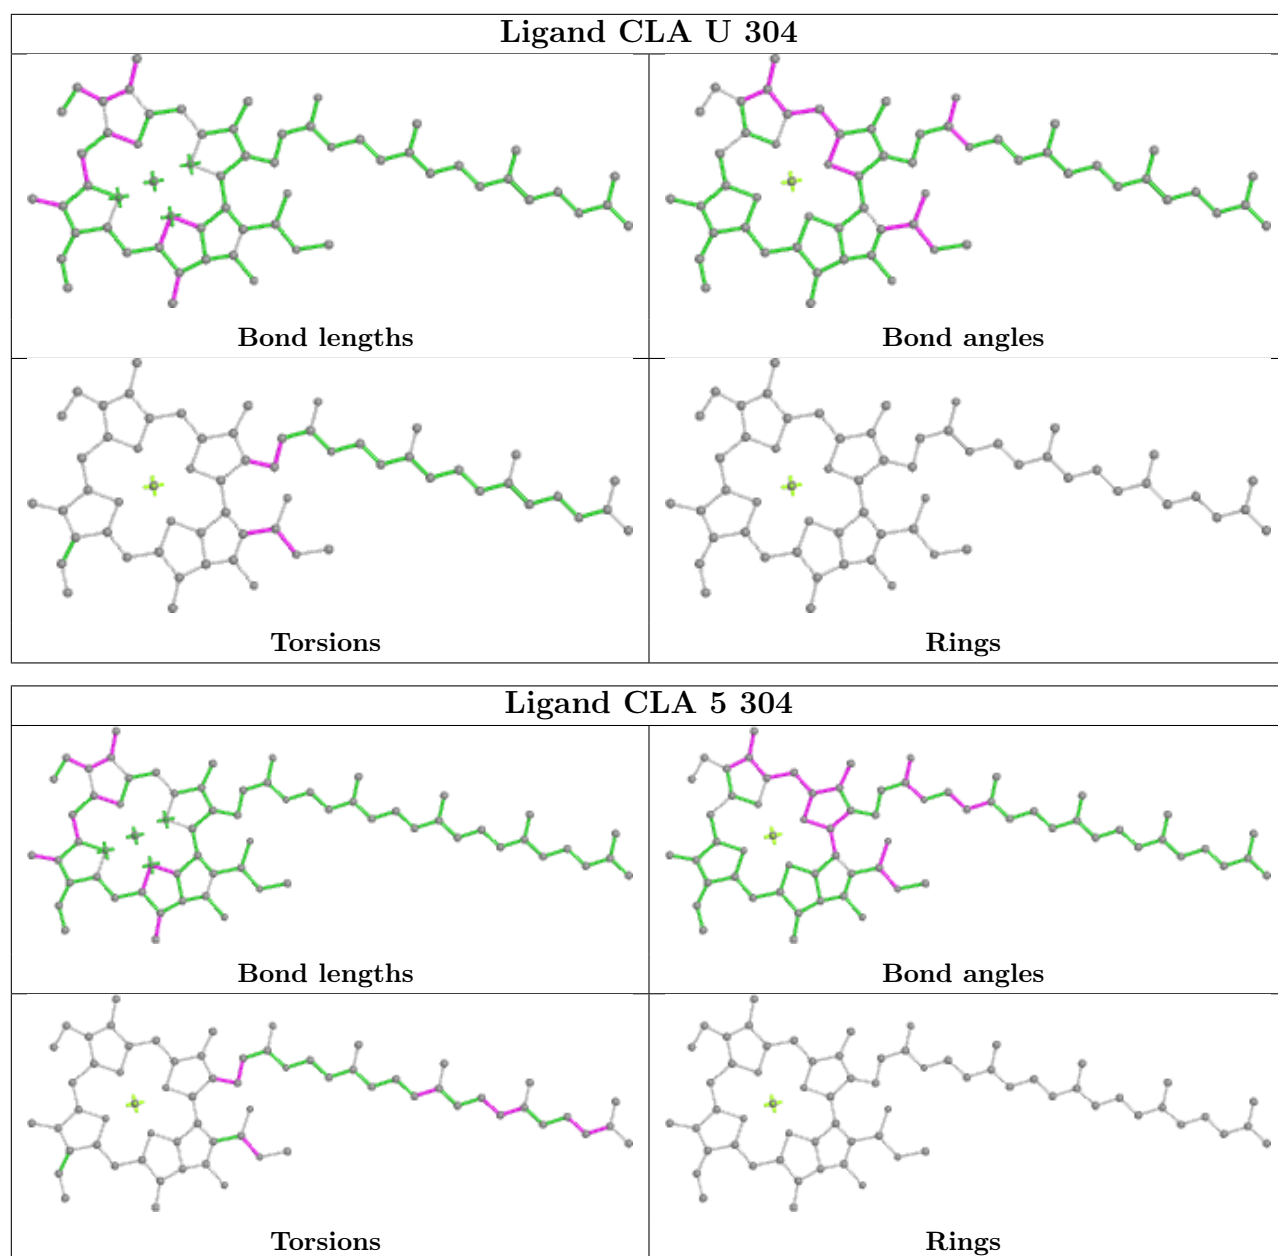 Ligand CLA U 304
Bond lengths
Bond angles
Torsions
Rings
Ligand CLA 5 304
Bond lengths
Bond angles
Torsions
Rings